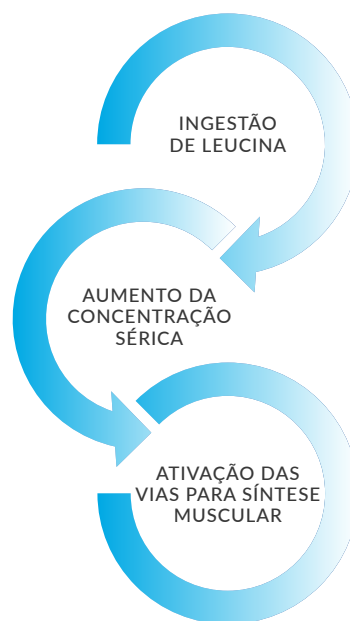 INGESTÃO
DE LEUCINA
AUMENTO DA
CONCENTRAÇÃO
SÉRICA
ATIVAÇÃO DAS
VIAS PARA SÍNTESE
MUSCULAR